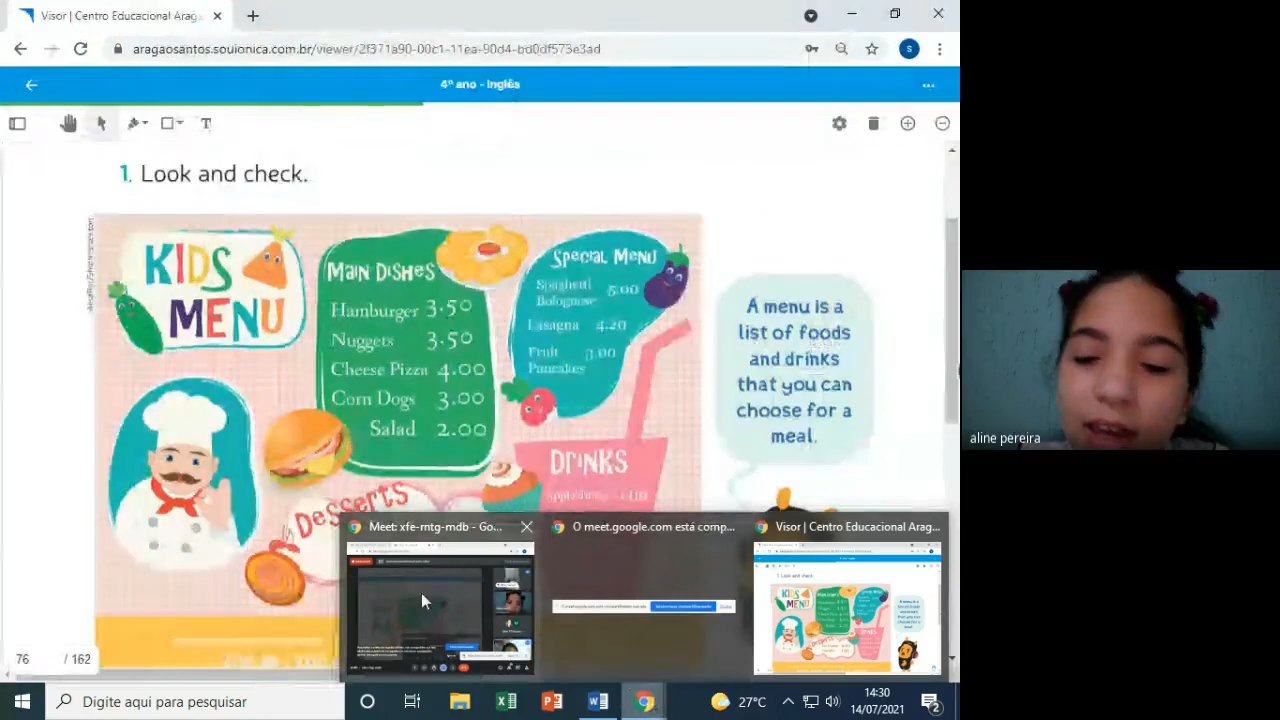 Visor | Centro Educacional Arag
aragaosantos.souionica.com.br/viewer/2f371a90-00c1-11ea-90d4-bd0df573e3ad
S
4º ano - Inglês
T
1. Look and check.
KIDS
MENU
MAIN DISHES
Hamburger 3.50
Nuggets 3.50
Cheese Pizza 4.00
Corn Dogs 3.00
Salad 2.00
SPECIAL MENU
Spaghetti
Bolognese 5.00
Lasagna 4.20
Fruit
Pancakes 3.00
DRINKS
Desserts
A menu is a
list of foods
and drinks
that you can
choose for a
meal.
aline pereira
Meet: xfe-rntg-mdb - Go...
O meet.google.com está comp...
Visor | Centro Educacional Arag...
76 / 162
Digite aqui para pesquisar
27°C
14:30
14/07/2021
2